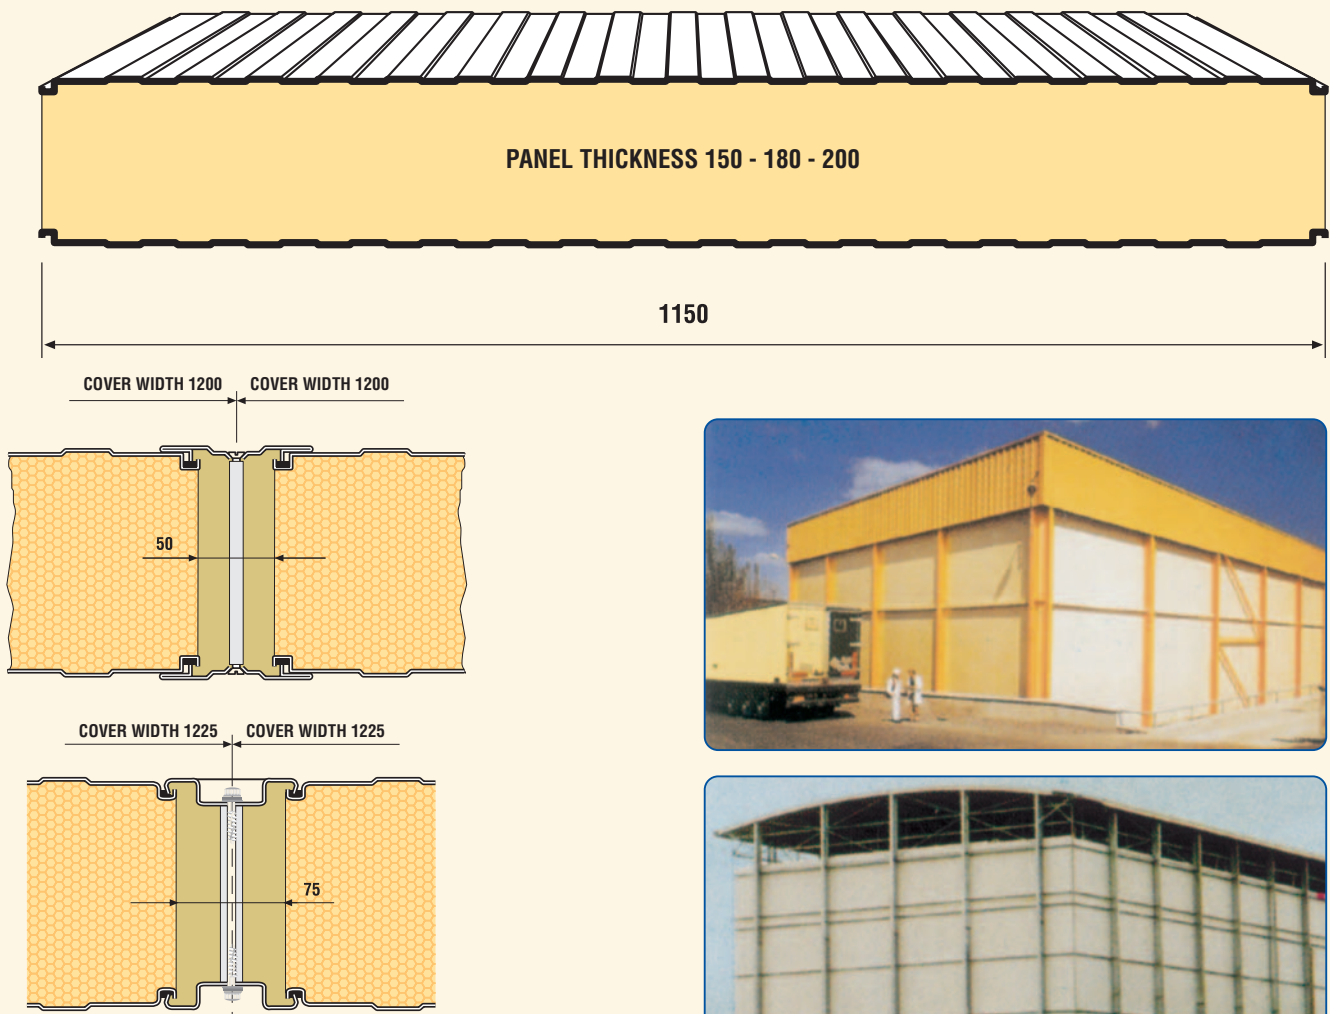 PANEL THICKNESS 150 - 180 - 200
1150
COVER WIDTH 1200 COVER WIDTH 1200
50
COVER WIDTH 1225 COVER WIDTH 1225
75